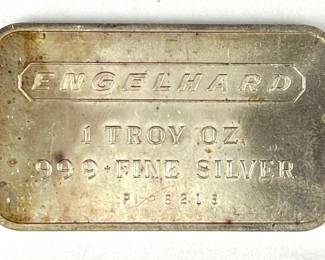 ENGELHARD
1 TROY OZ
999+ FINE SILVER